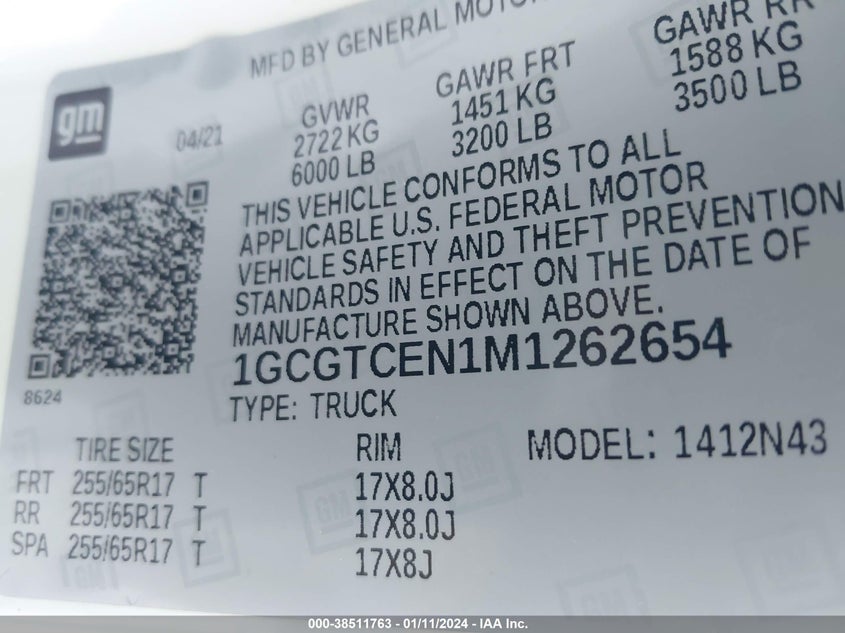 MFD BY GENERAL MOTOR
gm
04/21
GVWR
2722 KG
6000 LB
GAWR FRT
1451 KG
3200 LB
GAWR RR
1588 KG
3500 LB
THIS VEHICLE CONFORMS TO ALL
APPLICABLE U.S. FEDERAL MOTOR
VEHICLE SAFETY AND THEFT PREVENTION
STANDARDS IN EFFECT ON THE DATE OF
MANUFACTURE SHOWN ABOVE.
1GCGTCEN1M1262654
8624
TYPE: TRUCK
TIRE SIZE RIM MODEL: 1412N43
FRT 255/65R17 T 17X8.0J
RR 255/65R17 T 17X8.0J
SPA 255/65R17 T 17X8J
000-38511763 - 01/11/2024 - IAA Inc.